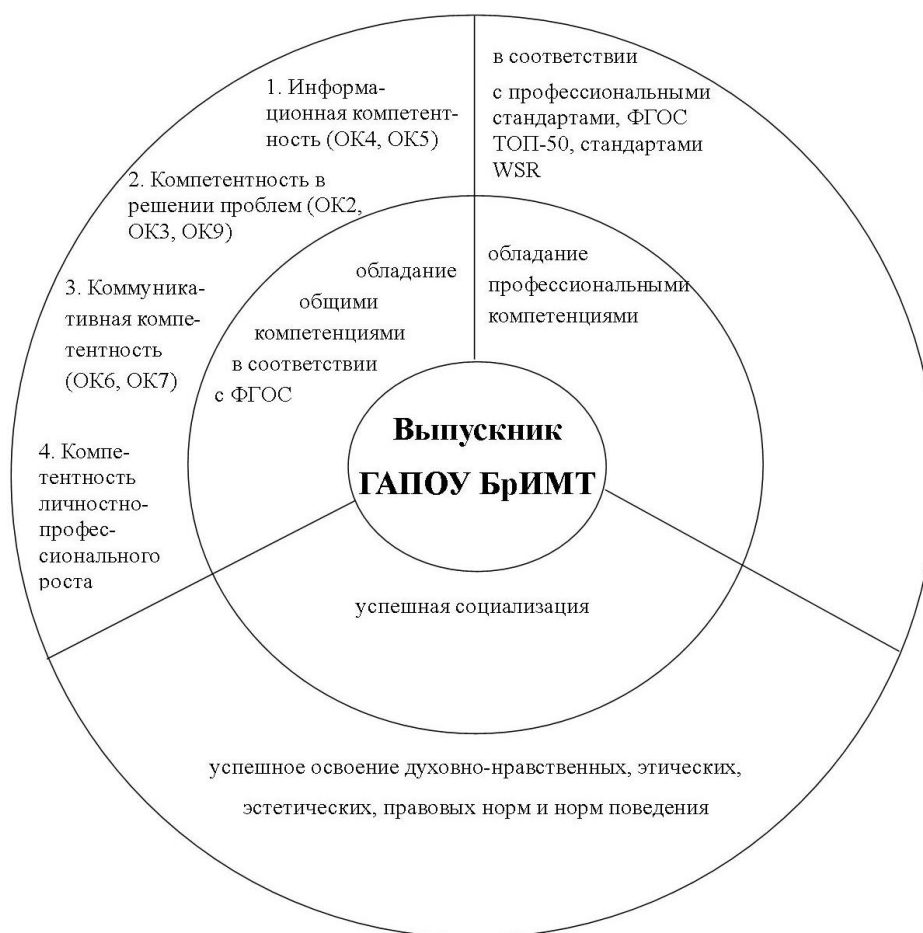 1. Информа-
ционная компетент-
ность (ОК4, ОК5)
2. Компетентность в
решении проблем (ОК2,
ОК3, ОК9)
3. Коммуника-
тивная компе-
тентность
(ОК6, ОК7)
4. Компе-
тентность
личностно-
профес-
сионального
роста
в соответствии
с профессиональными
стандартами, ФГОС
ТОП-50, стандартами
WSR
обладание
общими
компетенциями
в соответствии
с ФГОС
обладание
профессиональными
компетенциями
Выпускник
ГАПОУ БрИМТ
успешная социализация
успешное освоение духовно-нравственных, этических,
эстетических, правовых норм и норм поведения